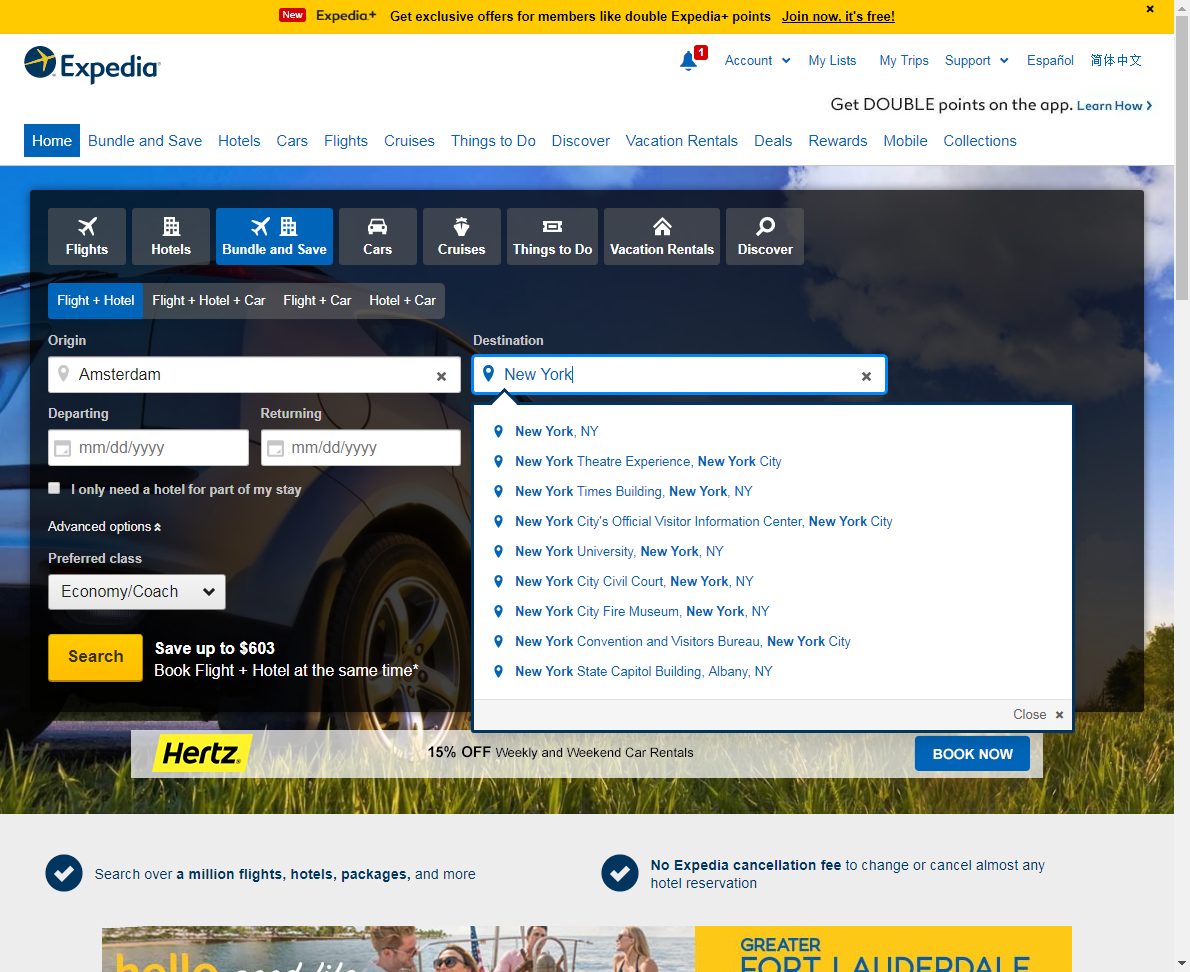 New Expedia+ Get exclusive offers for members like double Expedia+ points Join now, it's free!
Expedia
1 Account My Lists My Trips Support Español 简体中文
Get DOUBLE points on the app. Learn How
Home Bundle and Save Hotels Cars Flights Cruises Things to Do Discover Vacation Rentals Deals Rewards Mobile Collections
Flights Hotels Bundle and Save Cars Cruises Things to Do Vacation Rentals Discover
Flight + Hotel Flight + Hotel + Car Flight + Car Hotel + Car
Origin Destination
Amsterdam New York
Departing Returning
mm/dd/yyyy mm/dd/yyyy
I only need a hotel for part of my stay
Advanced options
Preferred class
Economy/Coach
Search
Save up to $603
Book Flight + Hotel at the same time*
New York, NY
New York Theatre Experience, New York City
New York Times Building, New York, NY
New York City's Official Visitor Information Center, New York City
New York University, New York, NY
New York City Civil Court, New York, NY
New York City Fire Museum, New York, NY
New York Convention and Visitors Bureau, New York City
New York State Capitol Building, Albany, NY
Close
Hertz. 15% OFF Weekly and Weekend Car Rentals BOOK NOW
Search over a million flights, hotels, packages, and more
No Expedia cancellation fee to change or cancel almost any
hotel reservation
hello good life
GREATER
FORT LAUDERDALE